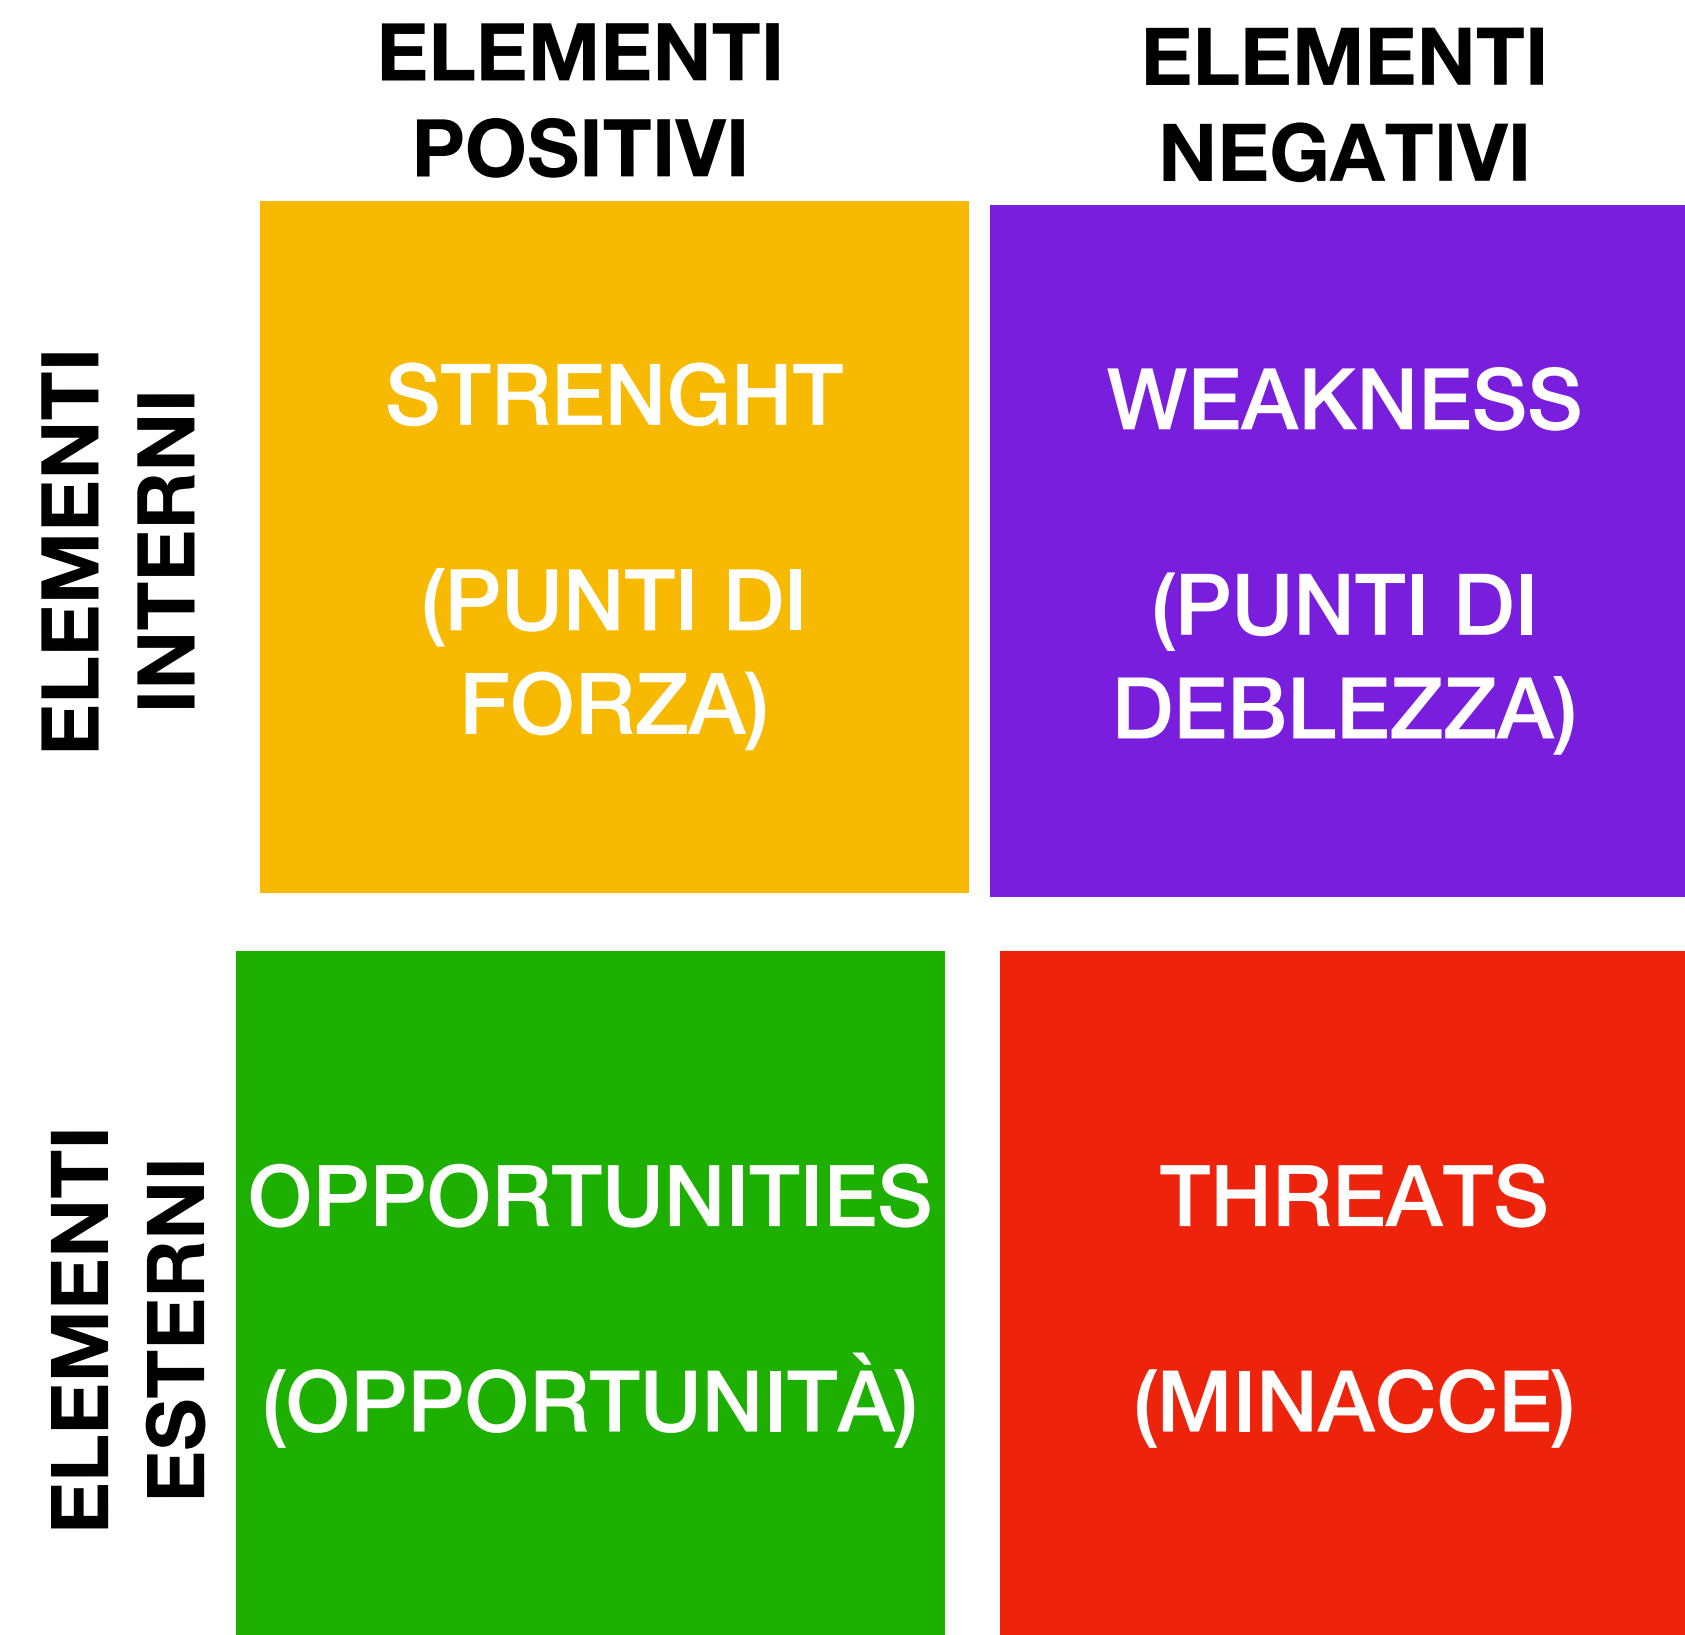 ELEMENTI
POSITIVI
ELEMENTI
NEGATIVI
ELEMENTI
INTERNI
STRENGHT
(PUNTI DI
FORZA)
WEAKNESS
(PUNTI DI
DEBLEZZA)
ELEMENTI
ESTERNI
OPPORTUNITIES
(OPPORTUNITÀ)
THREATS
(MINACCE)